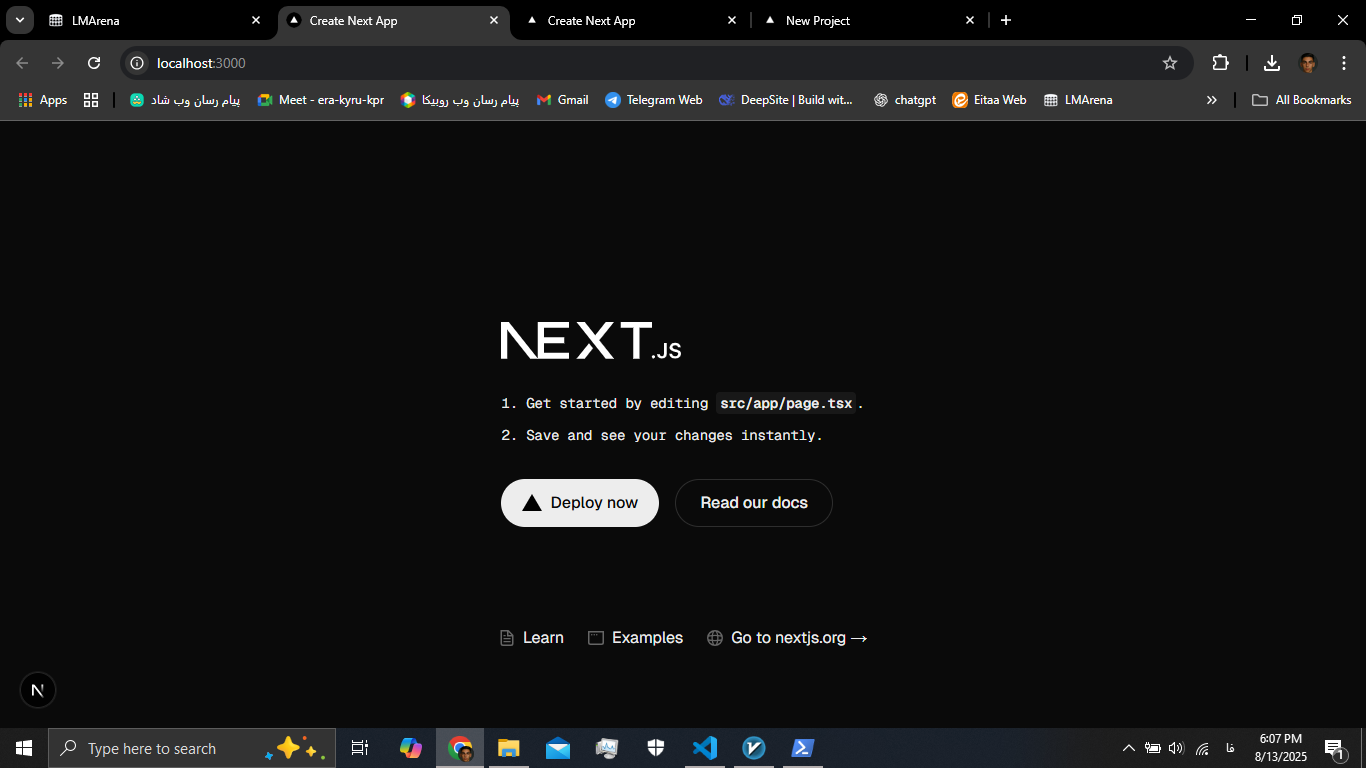 LMArena
Create Next App
Create Next App
New Project
localhost:3000
Apps
پیام رسان وب شاد
Meet - era-kyru-kpr
پیام رسان وب روبیکا
Gmail
Telegram Web
DeepSite | Build wit...
chatgpt
Eitaa Web
LMArena
All Bookmarks
NEXT.JS
1. Get started by editing src/app/page.tsx.
2. Save and see your changes instantly.
Deploy now
Read our docs
Learn
Examples
Go to nextjs.org →
N
Type here to search
فا
6:07 PM
8/13/2025
1